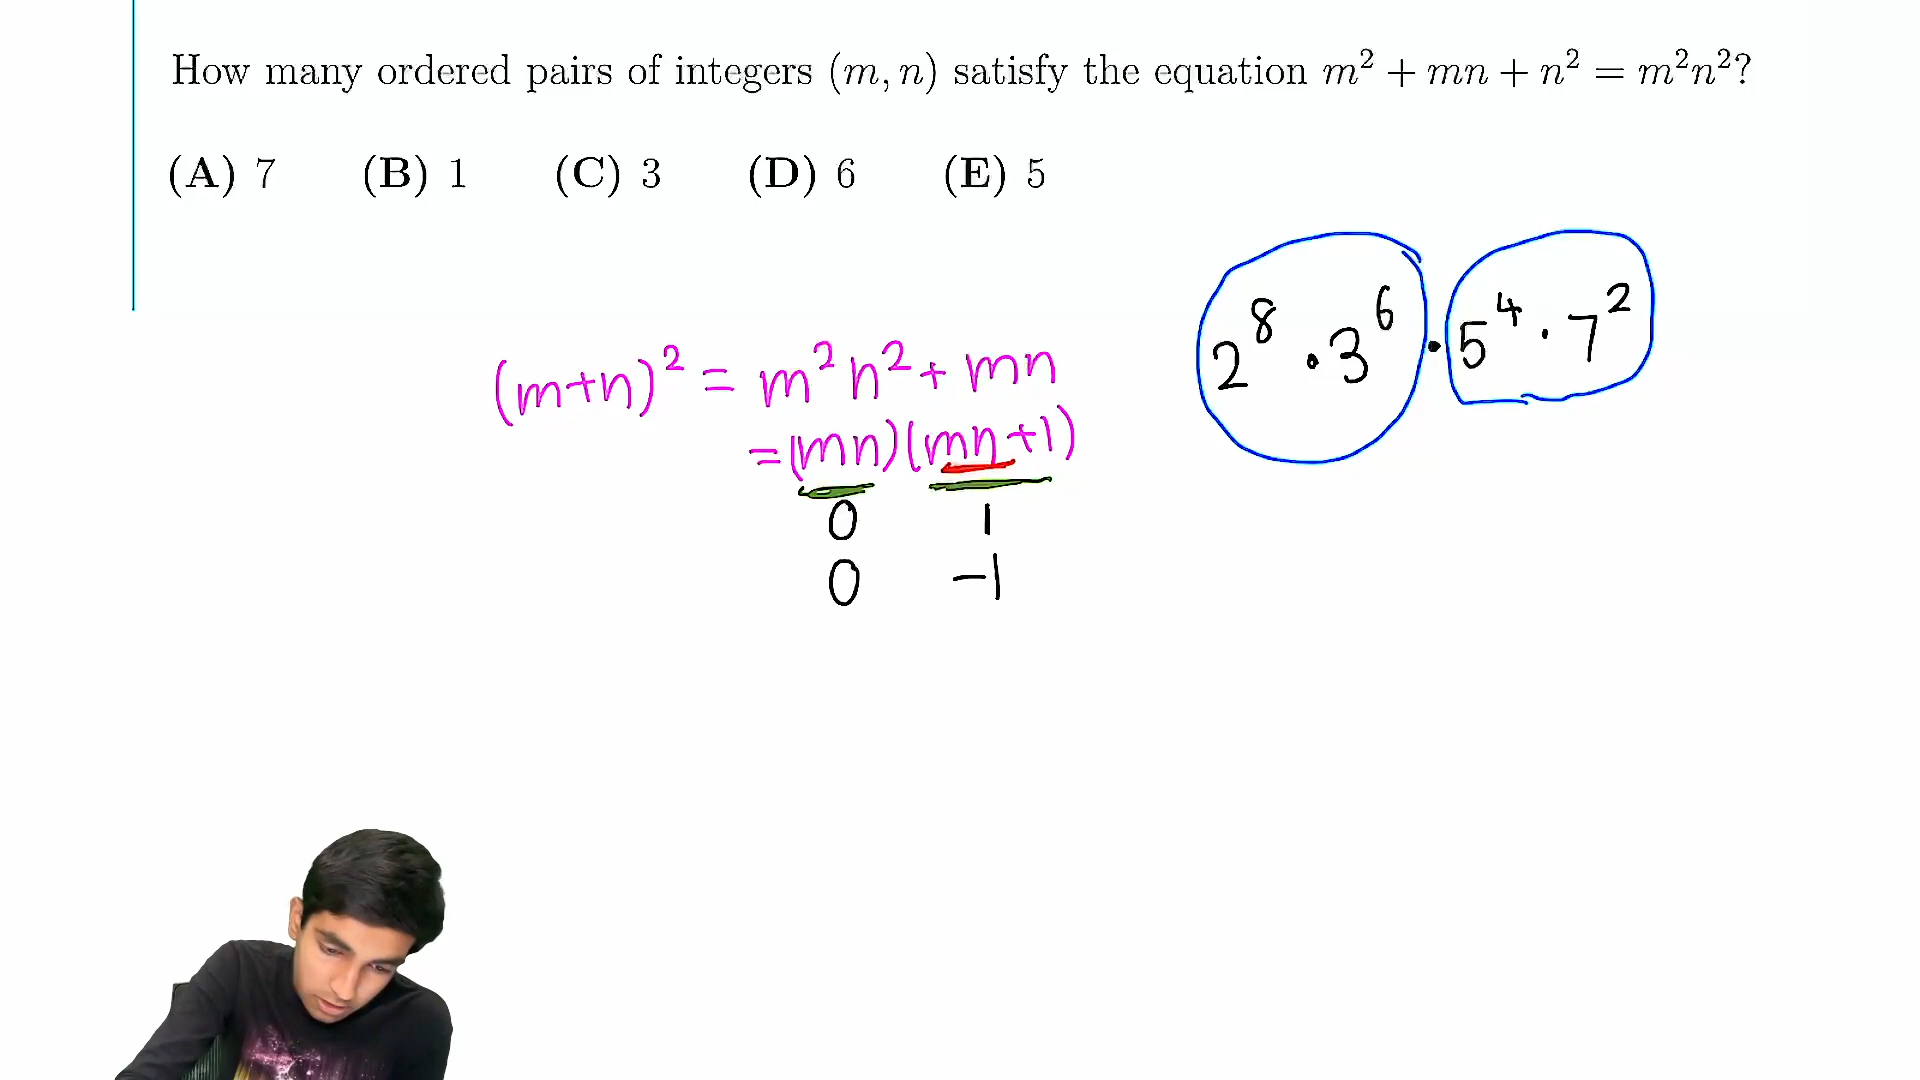 How many ordered pairs of integers (m, n) satisfy the equation m² + mn + n² = m²n²?
(A) 7 (B) 1 (C) 3 (D) 6 (E) 5
2⁸ · 3⁶ · 5⁴ · 7²
(m+n)² = m²n² + mn
= (mn)(mn+1)
0 1
0 -1